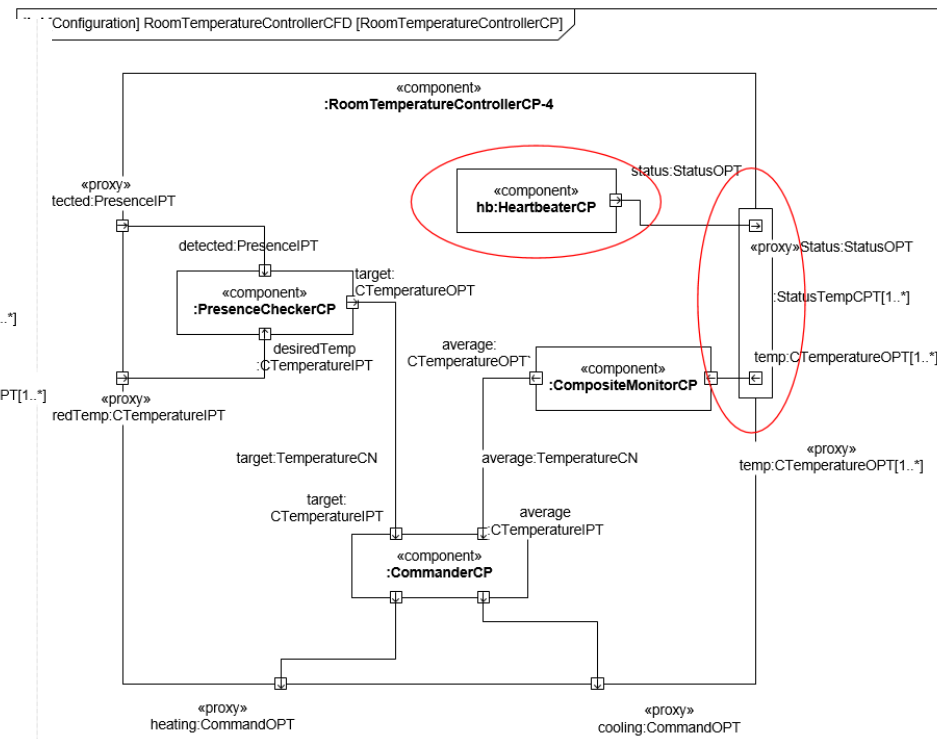 Configuration] RoomTemperatureControllerCFD [RoomTemperatureControllerCP]
«component»
:RoomTemperatureControllerCP-4
status:StatusOPT
«component»
hb:HeartbeaterCP
«proxy»
tected:PresenceIPT
detected:PresenceIPT
«proxy»Status:StatusOPT
target:
CTemperatureOPT
«component»
:PresenceCheckerCP
:StatusTempCPT[1..*]
..*]
desiredTemp
:CTemperatureIPT
average:
CTemperatureOPT
temp:CTemperatureOPT[1..*]
«component»
:CompositeMonitorCP
PT[1..*]
«proxy»
redTemp:CTemperatureIPT
target:TemperatureCN
average:TemperatureCN
«proxy»
temp:CTemperatureOPT[1..*]
target:
CTemperatureIPT
average
:CTemperatureIPT
«component»
:CommanderCP
«proxy»
heating:CommandOPT
«proxy»
cooling:CommandOPT